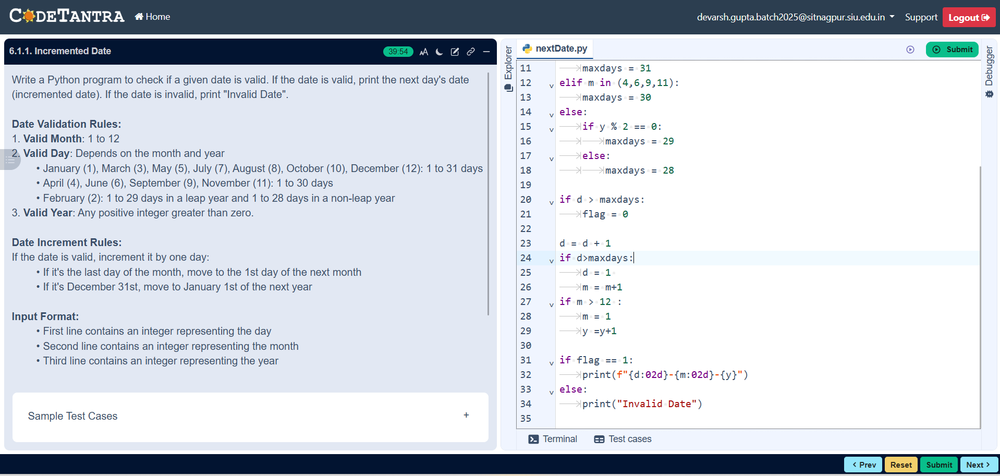 CODETANTRA
Home
devarsh.gupta.batch2025@sitnagpur.siu.edu.in
Support
Logout
6.1.1. Incremented Date
39:54
AA
Write a Python program to check if a given date is valid. If the date is valid, print the next day's date
(incremented date). If the date is invalid, print "Invalid Date".
Date Validation Rules:
1. Valid Month: 1 to 12
2. Valid Day: Depends on the month and year
• January (1), March (3), May (5), July (7), August (8), October (10), December (12): 1 to 31 days
• April (4), June (6), September (9), November (11): 1 to 30 days
• February (2): 1 to 29 days in a leap year and 1 to 28 days in a non-leap year
3. Valid Year: Any positive integer greater than zero.
Date Increment Rules:
If the date is valid, increment it by one day:
• If it's the last day of the month, move to the 1st day of the next month
• If it's December 31st, move to January 1st of the next year
Input Format:
• First line contains an integer representing the day
• Second line contains an integer representing the month
• Third line contains an integer representing the year
Sample Test Cases
+
Explorer
nextDate.py
Submit
Debugger
11 maxdays = 31
12 elif m in (4,6,9,11):
13 maxdays = 30
14 else:
15 if y % 2 == 0:
16 maxdays = 29
17 else:
18 maxdays = 28
19
20 if d > maxdays:
21 flag = 0
22
23 d = d + 1
24 if d>maxdays:
25 d = 1
26 m = m+1
27 if m > 12 :
28 m = 1
29 y =y+1
30
31 if flag == 1:
32 print(f"{d:02d}-{m:02d}-{y}")
33 else:
34 print("Invalid Date")
35
Terminal
Test cases
< Prev
Reset
Submit
Next >